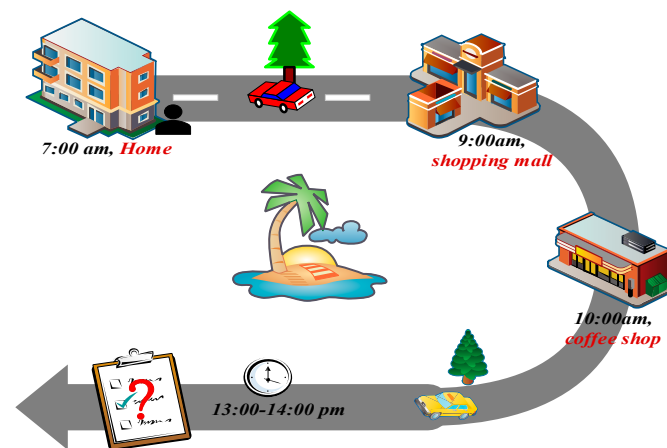 7:00 am, Home
9:00am,
shopping mall
10:00am,
coffee shop
?
13:00-14:00 pm